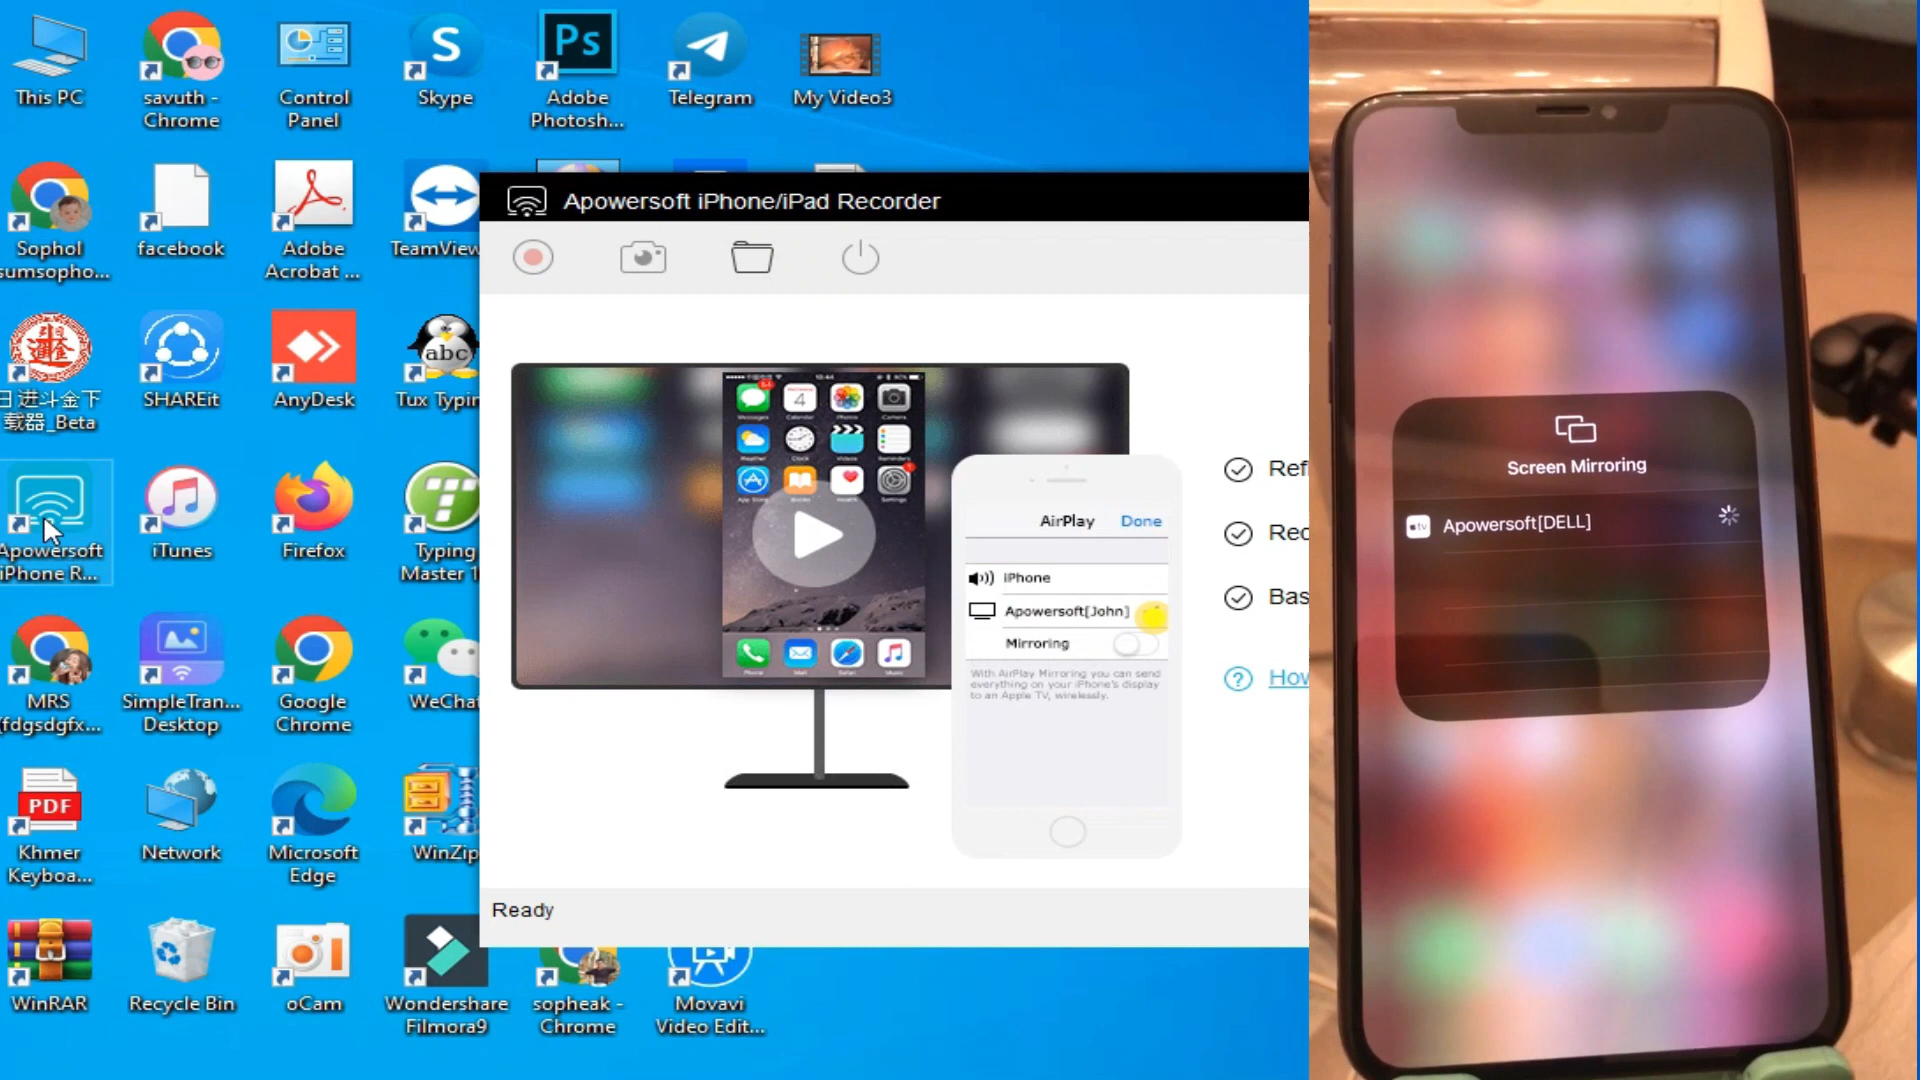 This PC
savuth -
Chrome
Control
Panel
Skype
Ps
Adobe
Photosh...
Telegram
My Video3
Sophol
sumsopho...
facebook
Adobe
Acrobat ...
TeamView
Apowersoft iPhone/iPad Recorder
日进斗金下
载器_Beta
SHAREit
AnyDesk
abc
Tux Typin
Apowersoft
iPhone R...
iTunes
Firefox
Typing
Master 1
MRS
(fdgsdgfx...
SimpleTran...
Desktop
Google
Chrome
WeChat
PDF
Khmer
Keyboa...
Network
Microsoft
Edge
WinZip
WinRAR
Recycle Bin
oCam
Wondershare
Filmora9
sopheak -
Chrome
Movavi
Video Edit...
AirPlay
Done
iPhone
Apowersoft[John]
Mirroring
With AirPlay Mirroring you can send
everything on your iPhone's display
to an Apple TV, wirelessly.
Ref
Rec
Bas
How
Ready
Screen Mirroring
tv
Apowersoft[DELL]